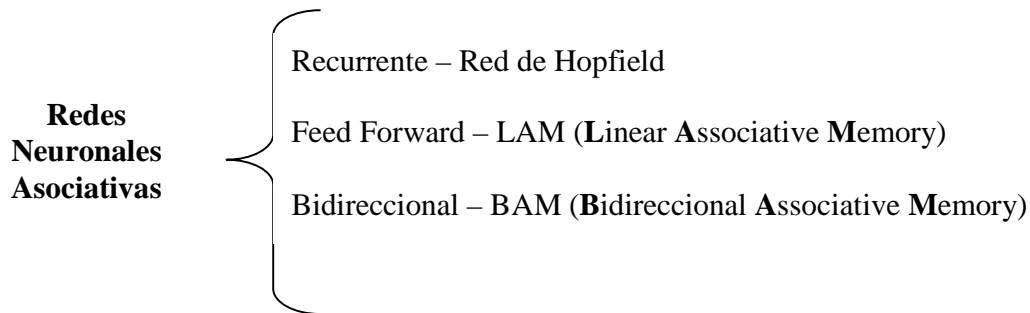 Redes
Neuronales
Asociativas
Recurrente – Red de Hopfield
Feed Forward – LAM (Linear Associative Memory)
Bidireccional – BAM (Bidireccional Associative Memory)